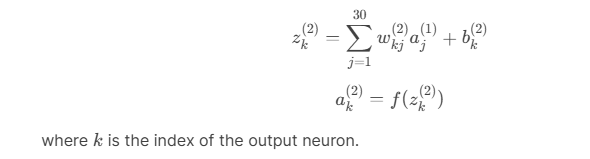 $$z_k^{(2)} = \sum_{j=1}^{30} w_{kj}^{(2)} a_j^{(1)} + b_k^{(2)}$$
$$a_k^{(2)} = f(z_k^{(2)})$$
where $k$ is the index of the output neuron.